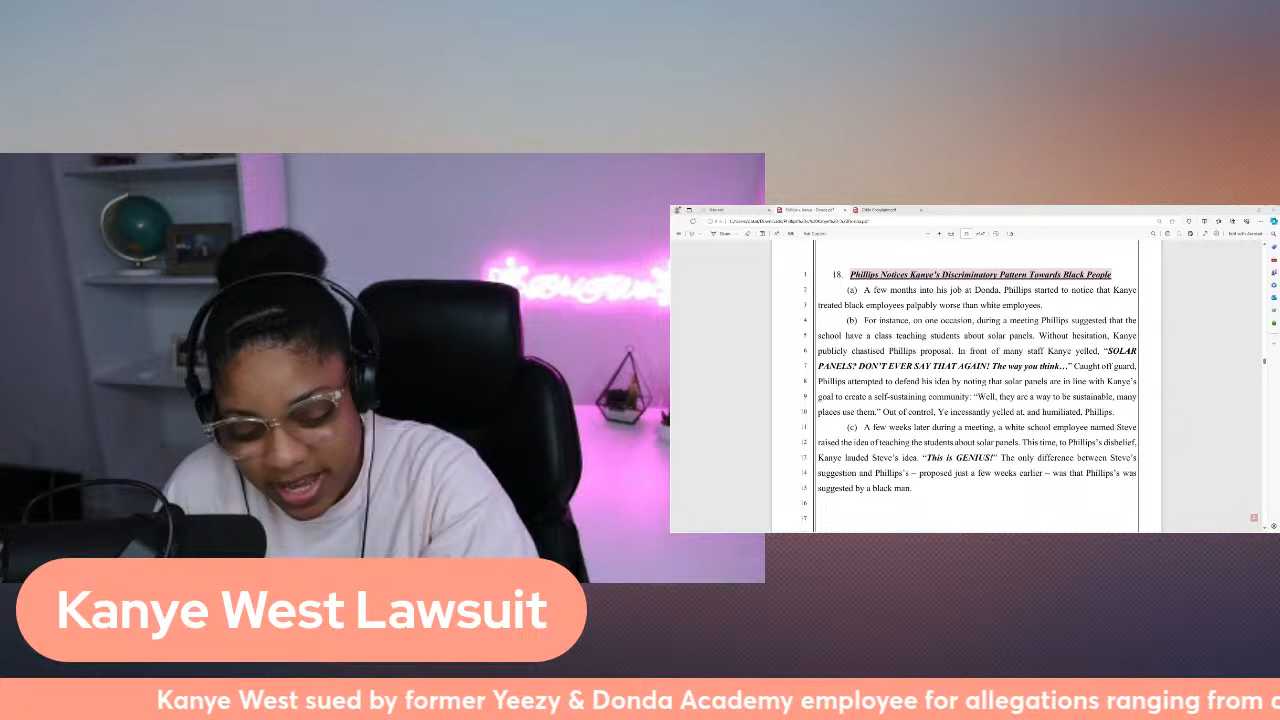 18. Phillips Notices Kanye's Discriminatory Pattern Towards Black People
(a) A few months into his job at Donda, Phillips started to notice that Kanye
treated black employees palpably worse than white employees.
(b) For instance, on one occasion, during a meeting Phillips suggested that the
school have a class teaching students about solar panels. Without hesitation, Kanye
publicly chastised Phillips proposal. In front of many staff Kanye yelled, “SOLAR
PANELS? DON'T EVER SAY THAT AGAIN! The way you think…” Caught off guard,
Phillips attempted to defend his idea by noting that solar panels are in line with Kanye's
goal to create a self-sustaining community: “Well, they are a way to be sustainable, many
places use them.” Out of control, Ye incessantly yelled at, and humiliated, Phillips.
(c) A few weeks later during a meeting, a white school employee named Steve
raised the idea of teaching the students about solar panels. This time, to Phillips's disbelief,
Kanye lauded Steve's idea. “This is GENIUS!” The only difference between Steve's
suggestion and Phillips's – proposed just a few weeks earlier – was that Phillips's was
suggested by a black man.
Kanye West Lawsuit
Kanye West sued by former Yeezy & Donda Academy employee for allegations ranging from